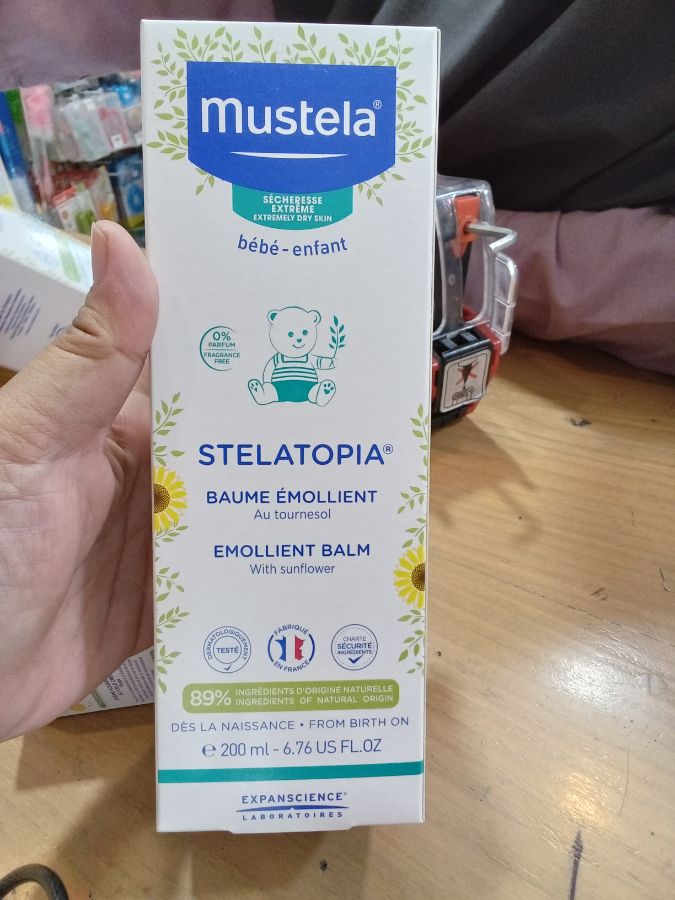 mustela®
SÉCHERESSE
EXTRÊME
EXTREMELY DRY SKIN
bébé-enfant
0%
PARFUM
FRAGRANCE
FREE
STELATOPIA®
BAUME ÉMOLLIENT
Au tournesol
EMOLLIENT BALM
With sunflower
DERMATOLOGIQUEMENT
TESTÉ
FABRIQUÉ
EN FRANCE
CHARTE
SÉCURITÉ
INGRÉDIENTS
89% INGRÉDIENTS D'ORIGINE NATURELLE
INGREDIENTS OF NATURAL ORIGIN
DÈS LA NAISSANCE • FROM BIRTH ON
℮ 200 ml - 6.76 US FL.OZ
EXPANSCIENCE®
LABORATOIRES